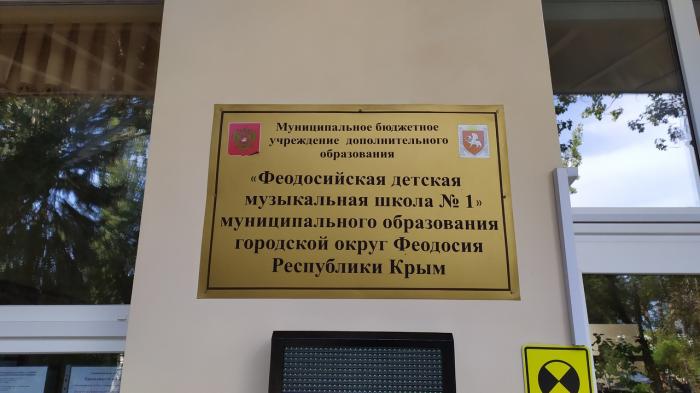 Муниципальное бюджетное
учреждение дополнительного
образования
«Феодосийская детская
музыкальная школа № 1»
муниципального образования
городской округ Феодосия
Республики Крым